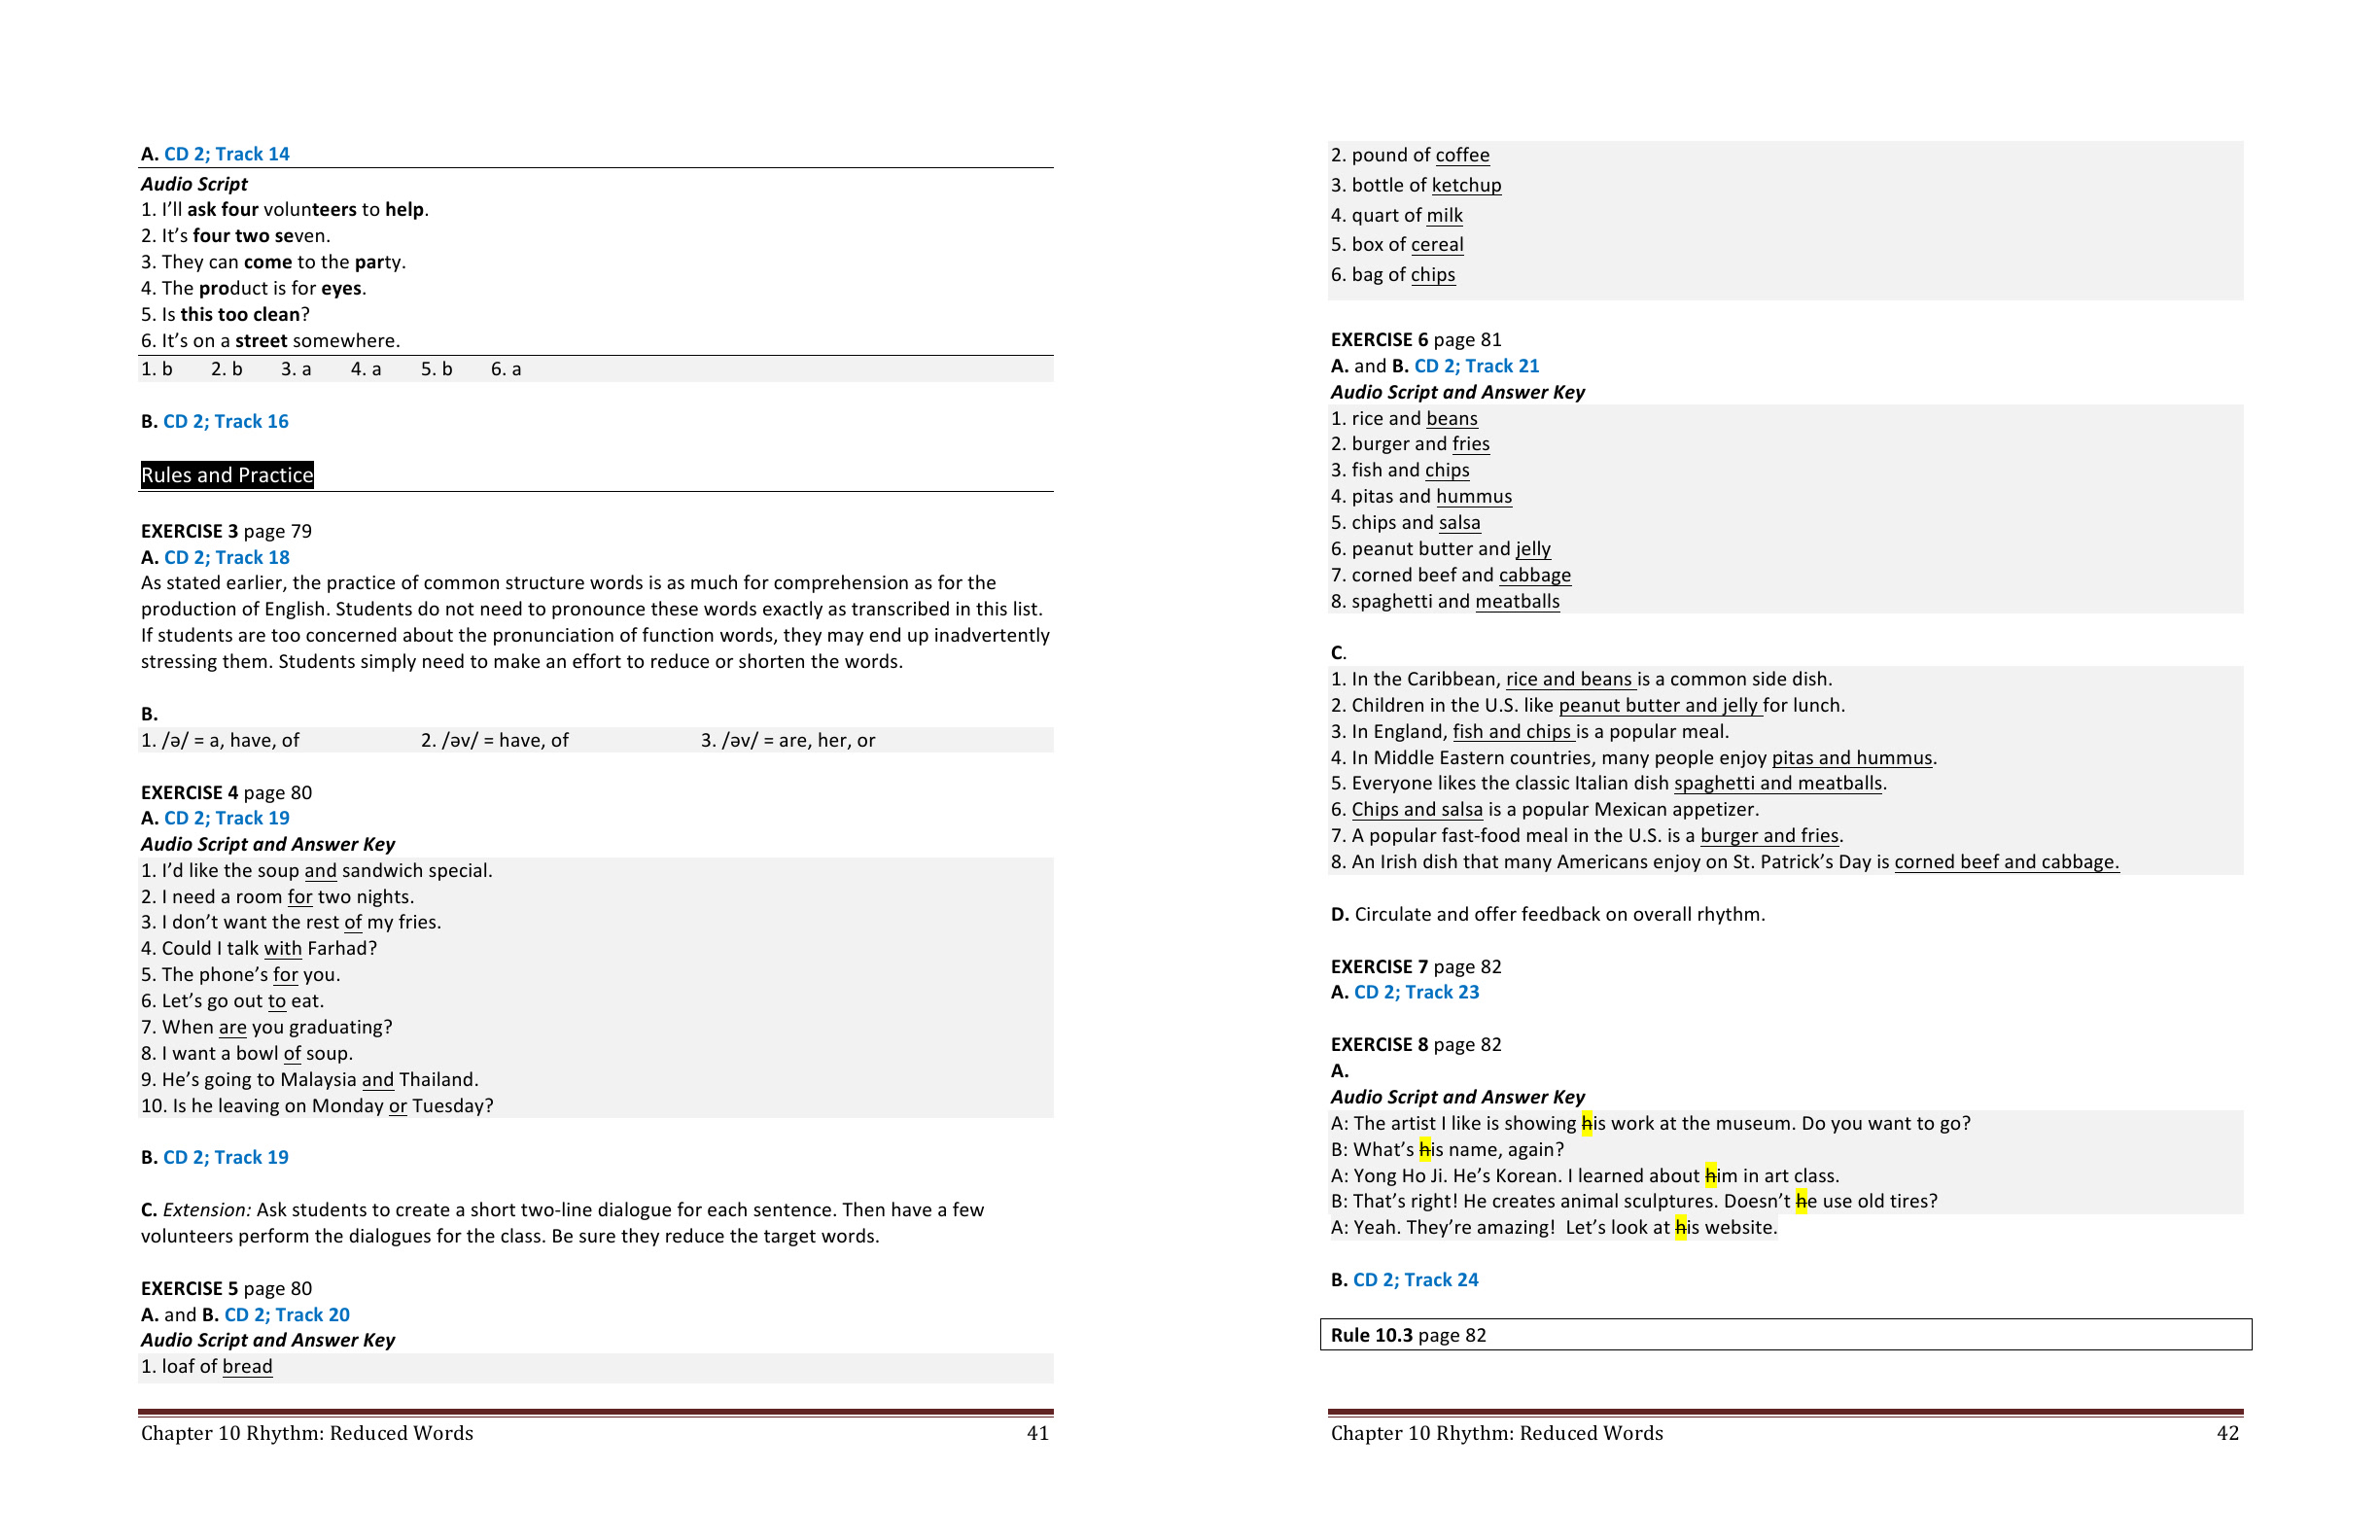 A. CD 2; Track 14
Audio Script
1. I’ll ask four volunteers to help.
2. It’s four two seven.
3. They can come to the party.
4. The product is for eyes.
5. Is this too clean?
6. It’s on a street somewhere.
1. b 2. b 3. a 4. a 5. b 6. a
B. CD 2; Track 16
Rules and Practice
EXERCISE 3 page 79
A. CD 2; Track 18
As stated earlier, the practice of common structure words is as much for comprehension as for the
production of English. Students do not need to pronounce these words exactly as transcribed in this list.
If students are too concerned about the pronunciation of function words, they may end up inadvertently
stressing them. Students simply need to make an effort to reduce or shorten the words.
B.
1. /ə/ = a, have, of 2. /əv/ = have, of 3. /əv/ = are, her, or
EXERCISE 4 page 80
A. CD 2; Track 19
Audio Script and Answer Key
1. I’d like the soup and sandwich special.
2. I need a room for two nights.
3. I don’t want the rest of my fries.
4. Could I talk with Farhad?
5. The phone’s for you.
6. Let’s go out to eat.
7. When are you graduating?
8. I want a bowl of soup.
9. He’s going to Malaysia and Thailand.
10. Is he leaving on Monday or Tuesday?
B. CD 2; Track 19
C. Extension: Ask students to create a short two-line dialogue for each sentence. Then have a few
volunteers perform the dialogues for the class. Be sure they reduce the target words.
EXERCISE 5 page 80
A. and B. CD 2; Track 20
Audio Script and Answer Key
1. loaf of bread
Chapter 10 Rhythm: Reduced Words 41
2. pound of coffee
3. bottle of ketchup
4. quart of milk
5. box of cereal
6. bag of chips
EXERCISE 6 page 81
A. and B. CD 2; Track 21
Audio Script and Answer Key
1. rice and beans
2. burger and fries
3. fish and chips
4. pitas and hummus
5. chips and salsa
6. peanut butter and jelly
7. corned beef and cabbage
8. spaghetti and meatballs
C.
1. In the Caribbean, rice and beans is a common side dish.
2. Children in the U.S. like peanut butter and jelly for lunch.
3. In England, fish and chips is a popular meal.
4. In Middle Eastern countries, many people enjoy pitas and hummus.
5. Everyone likes the classic Italian dish spaghetti and meatballs.
6. Chips and salsa is a popular Mexican appetizer.
7. A popular fast-food meal in the U.S. is a burger and fries.
8. An Irish dish that many Americans enjoy on St. Patrick’s Day is corned beef and cabbage.
D. Circulate and offer feedback on overall rhythm.
EXERCISE 7 page 82
A. CD 2; Track 23
EXERCISE 8 page 82
A.
Audio Script and Answer Key
A: The artist I like is showing his work at the museum. Do you want to go?
B: What’s his name, again?
A: Yong Ho Ji. He’s Korean. I learned about him in art class.
B: That’s right! He creates animal sculptures. Doesn’t he use old tires?
A: Yeah. They’re amazing!  Let’s look at his website.
B. CD 2; Track 24
Rule 10.3 page 82
Chapter 10 Rhythm: Reduced Words 42